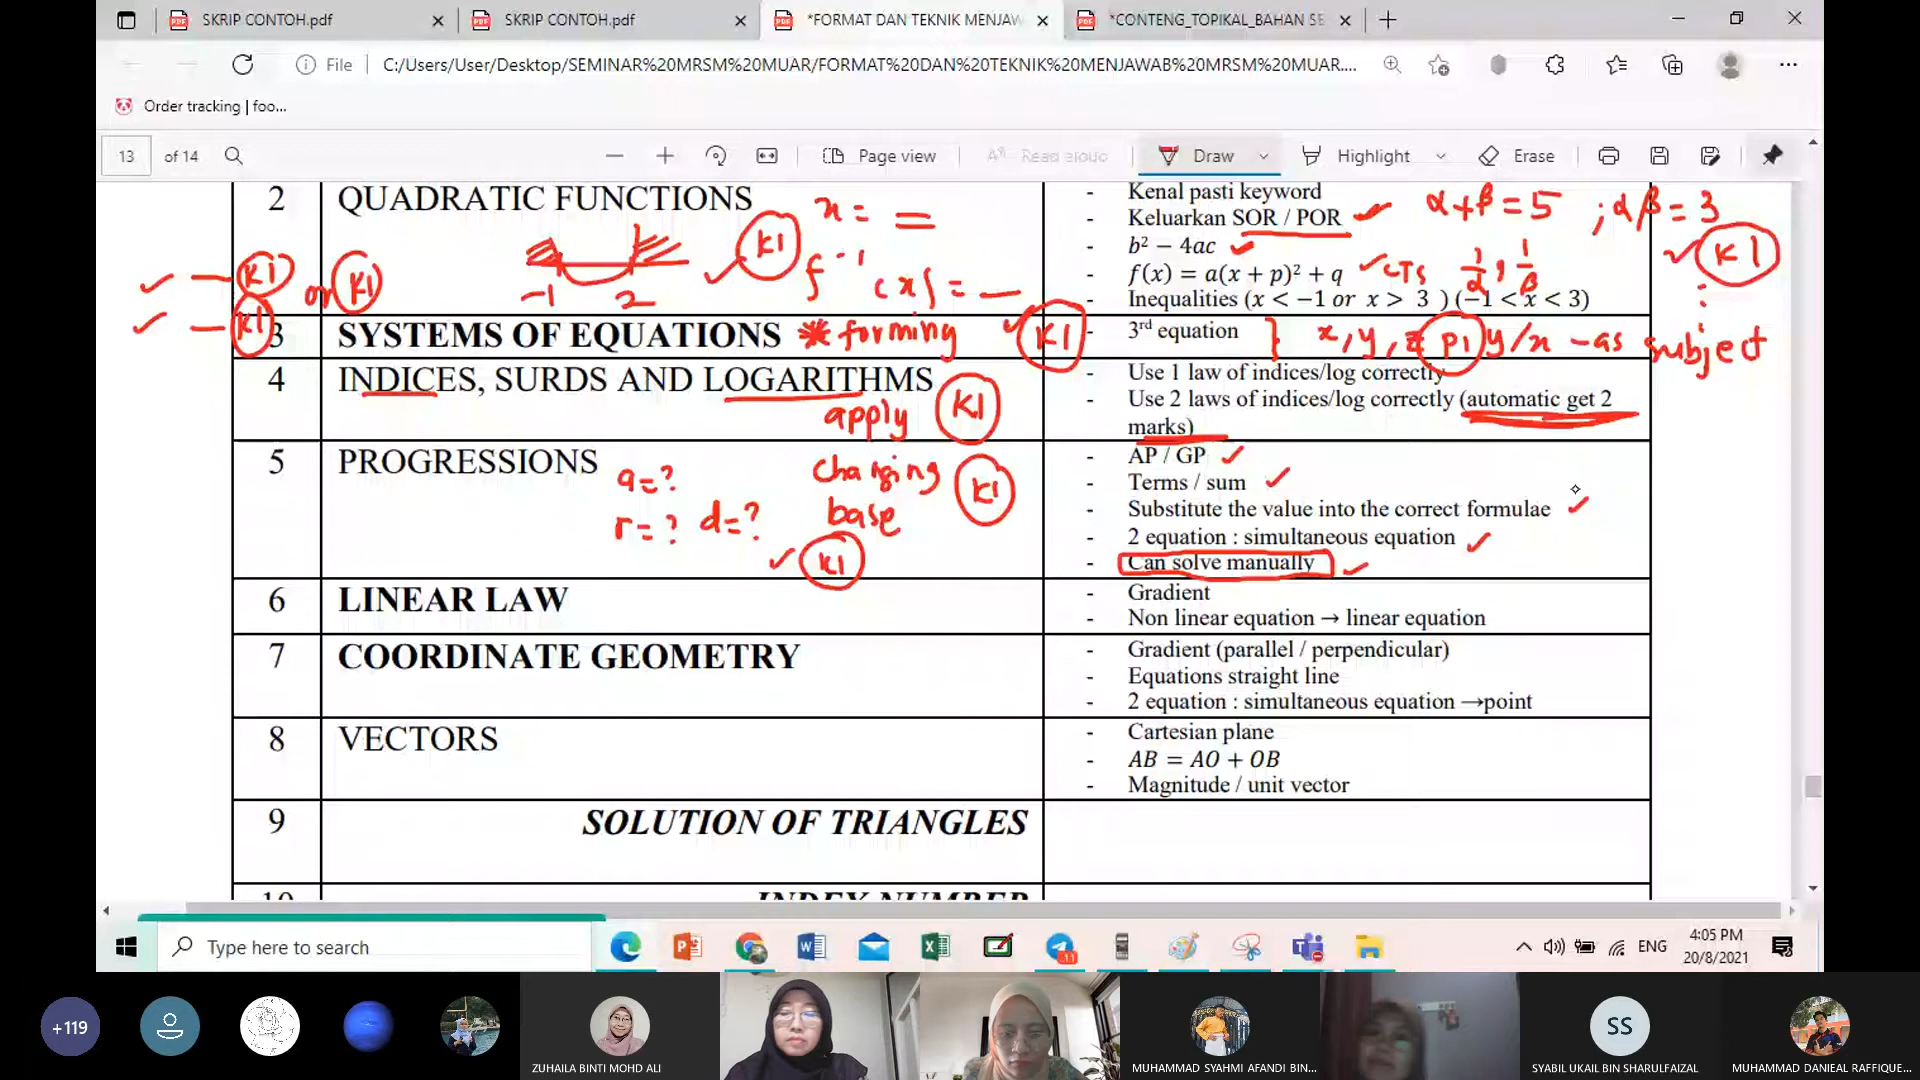 SKRIP CONTOH.pdf
SKRIP CONTOH.pdf
*FORMAT DAN TEKNIK MENJAW
*CONTENG_TOPIKAL_BAHAN SE
File
C:/Users/User/Desktop/SEMINAR%20MRSM%20MUAR/FORMAT%20DAN%20TEKNIK%20MENJAWAB%20MRSM%20MUAR....
Order tracking | foo...
13 of 14
Page view
Read aloud
Draw
Highlight
Erase
2 QUADRATIC FUNCTIONS
x = =
K1
f⁻¹(x) = —
-1 2
— K1 or K1
— K1
- Kenal pasti keyword
- Keluarkan SOR / POR
α+β = 5 ; αβ = 3
- b² − 4ac
K1
- f(x) = a(x + p)² + q
CTS 1/α, 1/β
- Inequalities (x < −1 or x > 3 ) (−1 < x < 3)
3 SYSTEMS OF EQUATIONS
* forming K1
- 3rd equation
} x, y, z P1 y/x - as subject
4 INDICES, SURDS AND LOGARITHMS
apply K1
- Use 1 law of indices/log correctly
- Use 2 laws of indices/log correctly (automatic get 2
marks)
5 PROGRESSIONS
a = ?
r = ? d = ?
changing
base
K1
K1
- AP / GP
- Terms / sum
- Substitute the value into the correct formulae
- 2 equation : simultaneous equation
- Can solve manually
6 LINEAR LAW
- Gradient
- Non linear equation → linear equation
7 COORDINATE GEOMETRY
- Gradient (parallel / perpendicular)
- Equations straight line
- 2 equation : simultaneous equation →point
8 VECTORS
- Cartesian plane
- AB = AO + OB
- Magnitude / unit vector
9 SOLUTION OF TRIANGLES
10 INDEX NUMBER
Type here to search
11
ENG
4:05 PM
20/8/2021
+119
ZUHAILA BINTI MOHD ALI
MUHAMMAD SYAHMI AFANDI BIN...
SS
SYABIL UKAIL BIN SHARULFAIZAL
MUHAMMAD DANIEAL RAFFIQUE...